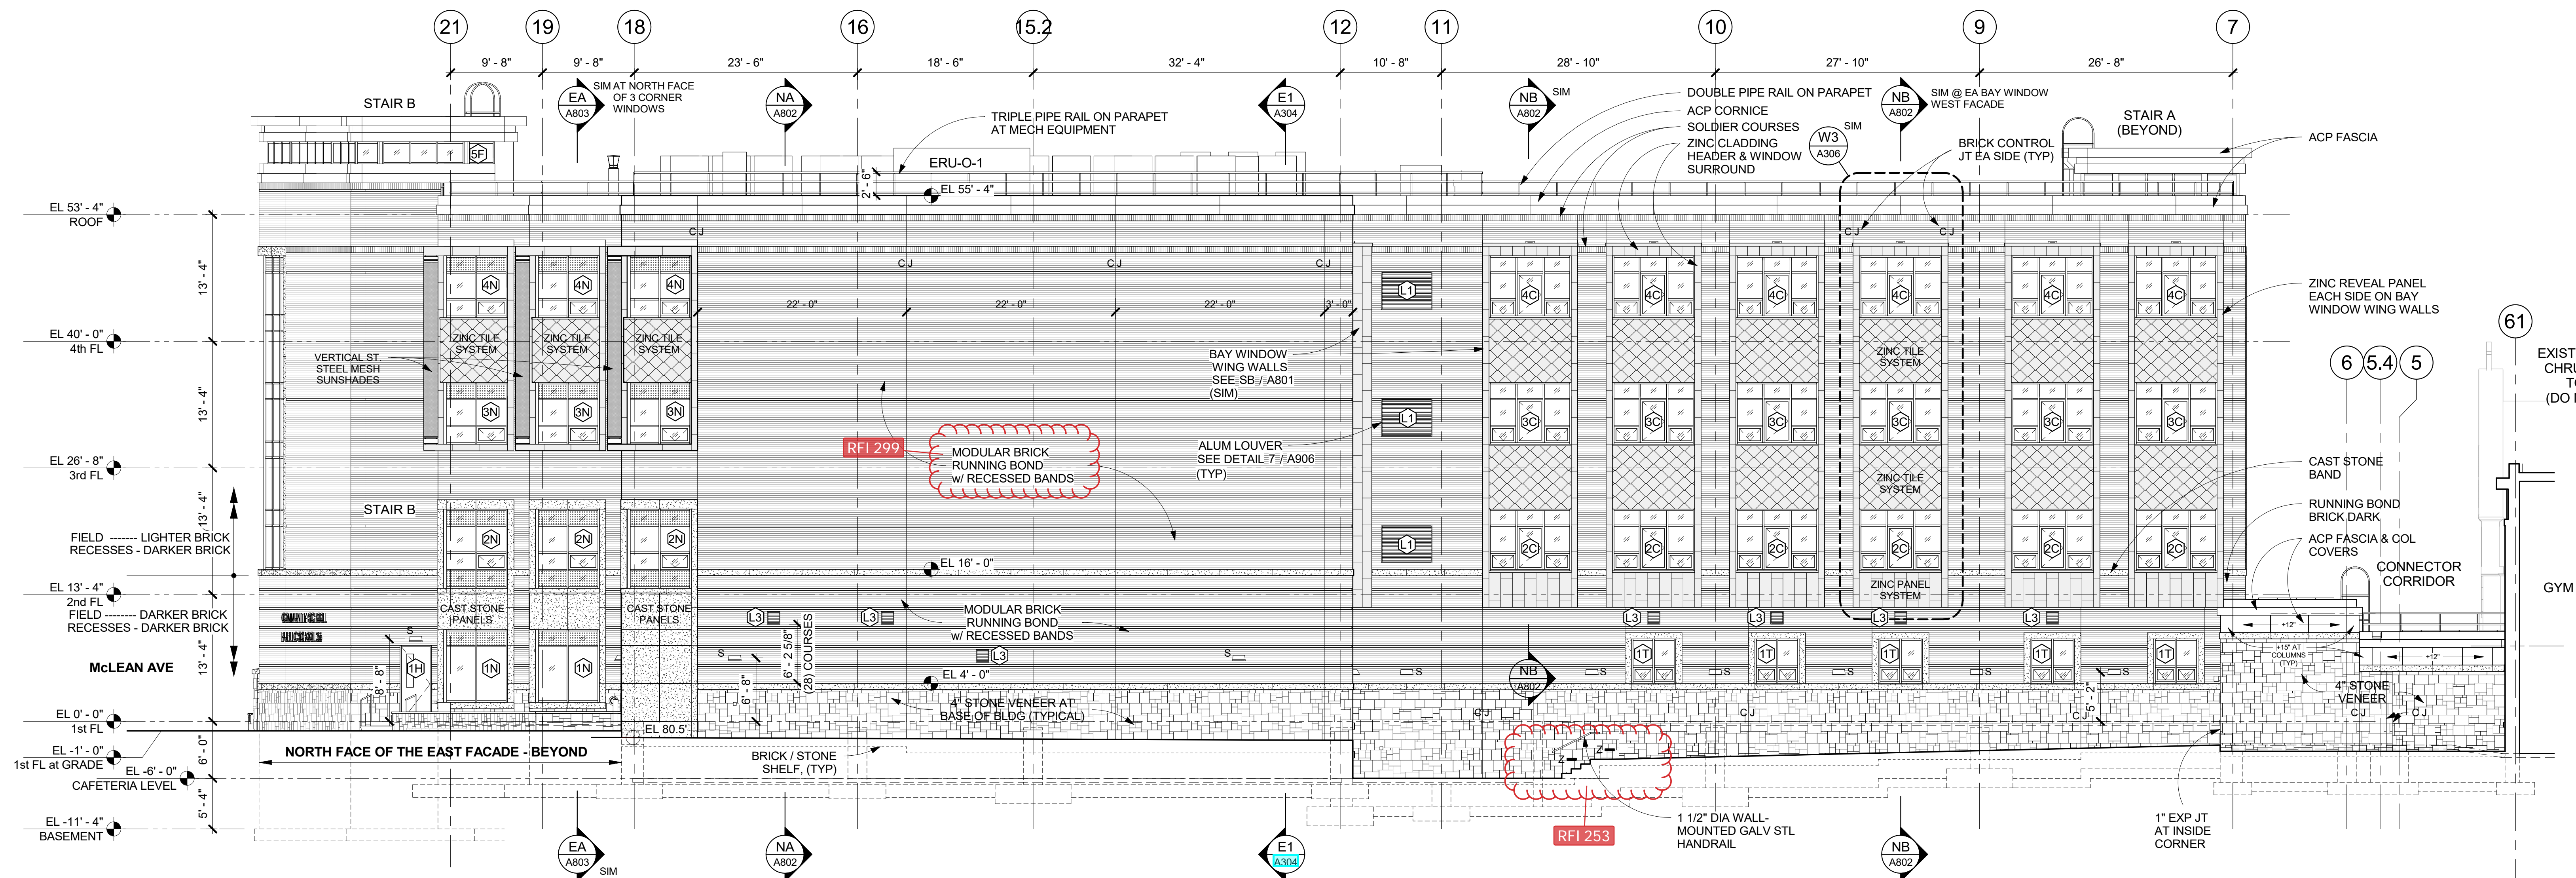 21
19
18
16
15.2
12
11
10
9
7
9' - 8"
9' - 8"
23' - 6"
18' - 6"
32' - 4"
10' - 8"
28' - 10"
27' - 10"
26' - 8"
STAIR B
EA
A803
SIM AT NORTH FACE
OF 3 CORNER
WINDOWS
NA
A802
TRIPLE PIPE RAIL ON PARAPET
AT MECH EQUIPMENT
E1
A304
NB
A802
SIM
DOUBLE PIPE RAIL ON PARAPET
ACP CORNICE
SOLDIER COURSES
ZINC CLADDING
HEADER & WINDOW
SURROUND
W3
A306
SIM
NB
A802
SIM @ EA BAY WINDOW
WEST FACADE
BRICK CONTROL
JT EA SIDE (TYP)
STAIR A
(BEYOND)
ACP FASCIA
5F
ERU-O-1
2' - 6"
EL 55' - 4"
EL 53' - 4"
ROOF
C J
C J
C J
C J
C J
C J
13' - 4"
4N
4N
4N
L1
4C
4C
4C
4C
4C
4C
ZINC REVEAL PANEL
EACH SIDE ON BAY
WINDOW WING WALLS
22' - 0"
22' - 0"
22' - 0"
3' - 0"
61
EL 40' - 0"
4th FL
ZINC TILE
SYSTEM
ZINC TILE
SYSTEM
ZINC TILE
SYSTEM
ZINC TILE
SYSTEM
VERTICAL ST.
STEEL MESH
SUNSHADES
BAY WINDOW
WING WALLS
SEE SB / A801
(SIM)
6
5.4
5
EXIST
CHRU
TO
(DO N
13' - 4"
3N
3N
3N
L1
3C
3C
3C
3C
3C
3C
RFI 299
MODULAR BRICK
RUNNING BOND
w/ RECESSED BANDS
ALUM LOUVER
SEE DETAIL 7 / A906
(TYP)
EL 26' - 8"
3rd FL
ZINC TILE
SYSTEM
CAST STONE
BAND
STAIR B
13' - 4"
RUNNING BOND
BRICK DARK
FIELD ------- LIGHTER BRICK
RECESSES - DARKER BRICK
2N
2N
2N
L1
2C
2C
2C
2C
2C
2C
ACP FASCIA & COL
COVERS
EL 16' - 0"
CONNECTOR
CORRIDOR
GYM
EL 13' - 4"
2nd FL
ZINC PANEL
SYSTEM
FIELD-------- DARKER BRICK
RECESSES - DARKER BRICK
CAST STONE
PANELS
CAST STONE
PANELS
CAST STONE
PANELS
MODULAR BRICK
RUNNING BOND
w/ RECESSED BANDS
L3
L3
L3
L3
L3
L3
L3
+12"
+15" AT
COLUMNS
(TYP)
+12"
McLEAN AVE
13' - 4"
S
8' - 8"
1H
1N
1N
S
6' - 8"
6' - 2 5/8"
(28) COURSES
S
1T
1T
1T
1T
1T
S
S
S
S
S
S
NB
A802
5' - 2"
EL 4' - 0"
4" STONE
VENEER
EL 0' - 0"
1st FL
4" STONE VENEER AT
BASE OF BLDG (TYPICAL)
C J
C J
C J
C J
C J
EL 80.5'
EL -1' - 0"
1st FL at GRADE
6' - 0"
NORTH FACE OF THE EAST FACADE - BEYOND
BRICK / STONE
SHELF, (TYP)
Z
Z
EL -6' - 0"
CAFETERIA LEVEL
5' - 4"
EL -11' - 4"
BASEMENT
RFI 253
1 1/2" DIA WALL-
MOUNTED GALV STL
HANDRAIL
1" EXP JT
AT INSIDE
CORNER
EA
A803
SIM
NA
A802
E1
A304
NB
A802